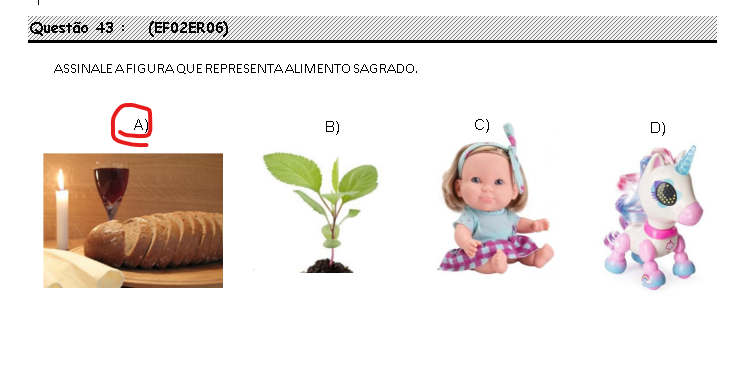 Questão 43 : (EF02ER06)
ASSINALE A FIGURA QUE REPRESENTA ALIMENTO SAGRADO.
A) B) C) D)